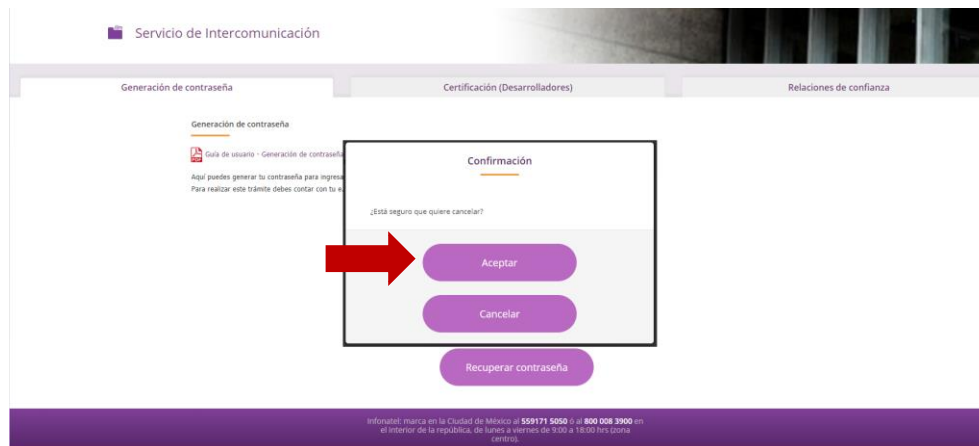 Servicio de Intercomunicación
Generación de contraseña
Certificación (Desarrolladores)
Relaciones de confianza
Generación de contraseña
PDF
Guía de usuario - Generación de contraseña
Aquí puedes generar tu contraseña para ingresa
Para realizar este trámite debes contar con tu e.
Confirmación
¿Está seguro que quiere cancelar?
Aceptar
Cancelar
Recuperar contraseña
Infonatel: marca en la Ciudad de México al 559171 5050 ó al 800 008 3900 en
el interior de la república, de lunes a viernes de 9:00 a 18:00 hrs (zona
centro).